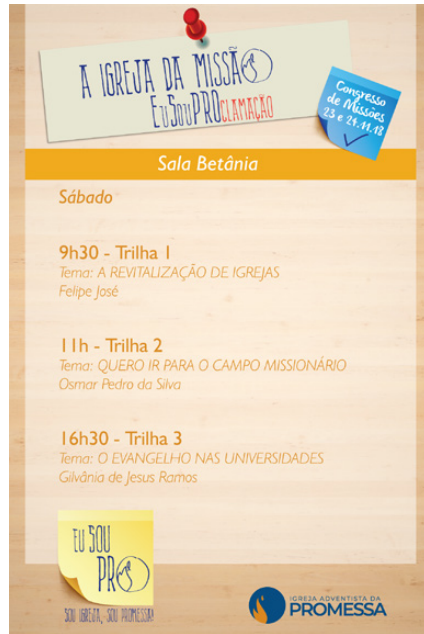 A IGREJA DA MISSÃO
EU SOU PROCLAMAÇÃO
Congresso
de Missões
23 e 24.11.18
Sala Betânia
Sábado
9h30 - Trilha 1
Tema: A REVITALIZAÇÃO DE IGREJAS
Felipe José
11h - Trilha 2
Tema: QUERO IR PARA O CAMPO MISSIONÁRIO
Osmar Pedro da Silva
16h30 - Trilha 3
Tema: O EVANGELHO NAS UNIVERSIDADES
Gilvânia de Jesus Ramos
EU SOU
PRO
SOU IGREJA, SOU PROMESSA!
IGREJA ADVENTISTA DA
PROMESSA